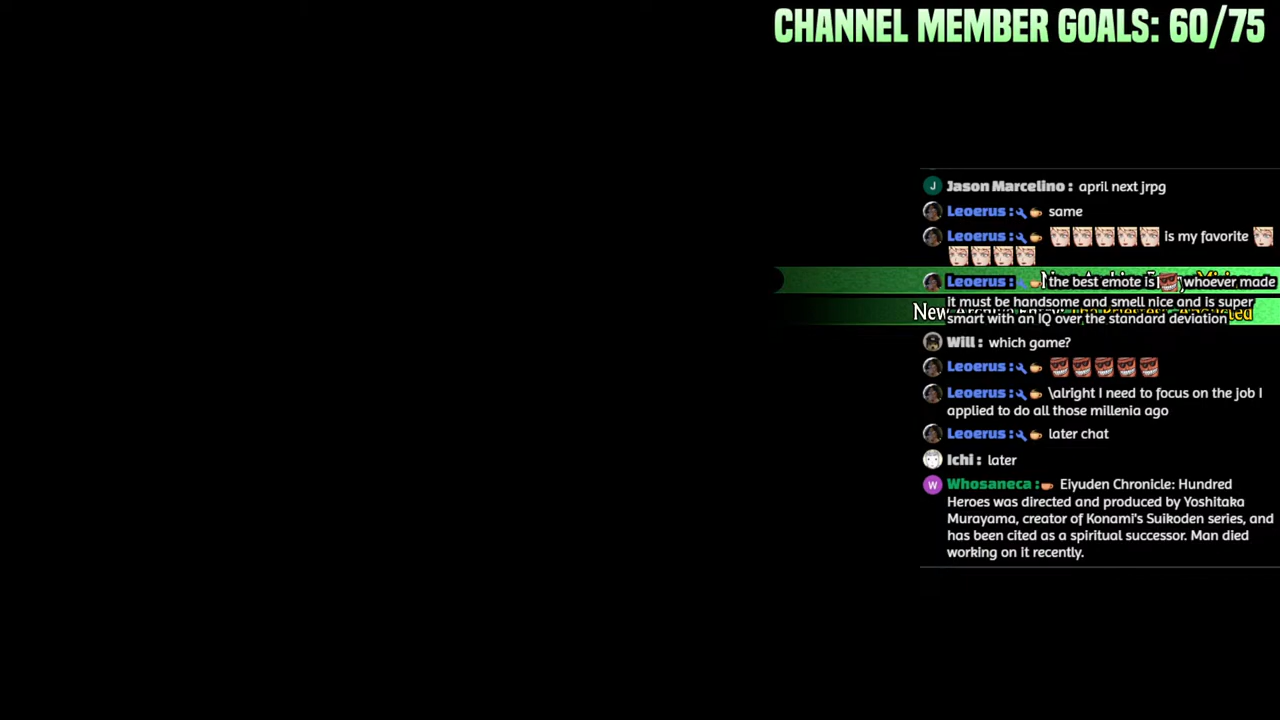 CHANNEL MEMBER GOALS: 60/75
J Jason Marcelino : april next jrpg
Leoerus : same
Leoerus : is my favorite
Leoerus : the best emote is whoever made
it must be handsome and smell nice and is super
New
smart with an IQ over the standard deviation
Will : which game?
Leoerus :
Leoerus : \alright I need to focus on the job I
applied to do all those millenia ago
Leoerus : later chat
Ichi : later
W Whosaneca : Eiyuden Chronicle: Hundred
Heroes was directed and produced by Yoshitaka
Murayama, creator of Konami's Suikoden series, and
has been cited as a spiritual successor. Man died
working on it recently.